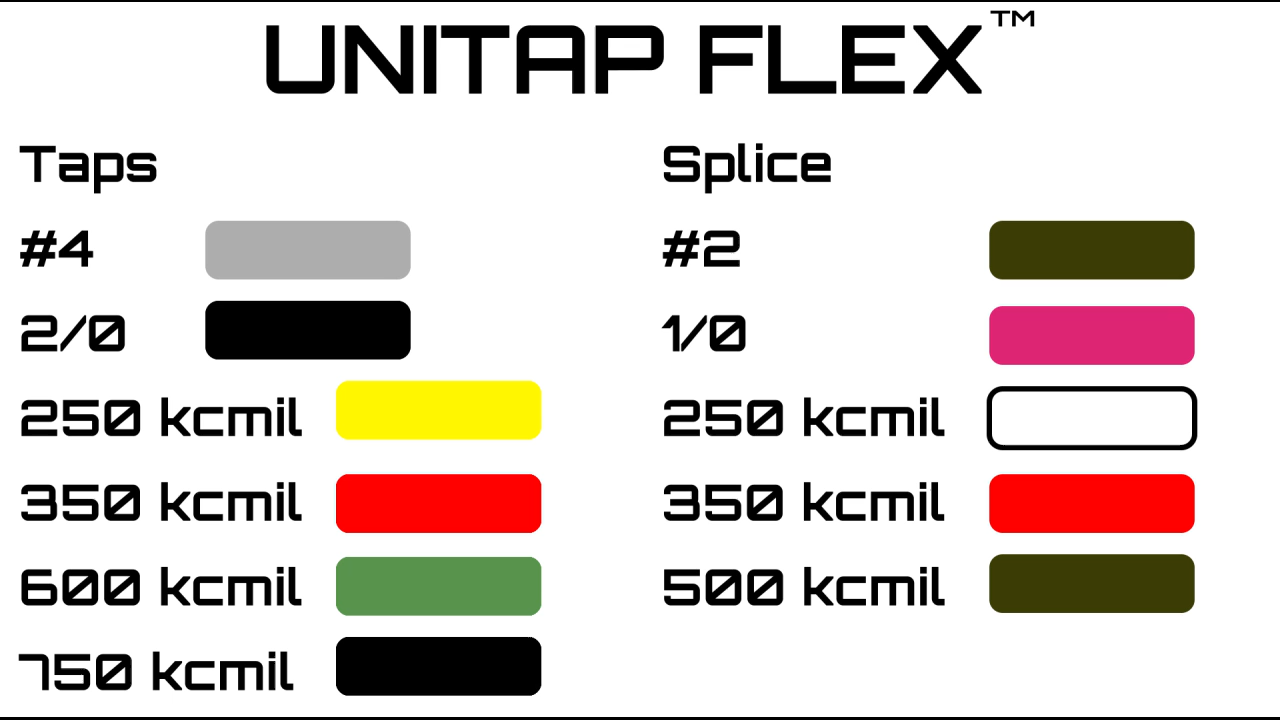 UNITAP FLEX™
Taps
#4
2/0
250 kcmil
350 kcmil
600 kcmil
750 kcmil
Splice
#2
1/0
250 kcmil
350 kcmil
500 kcmil